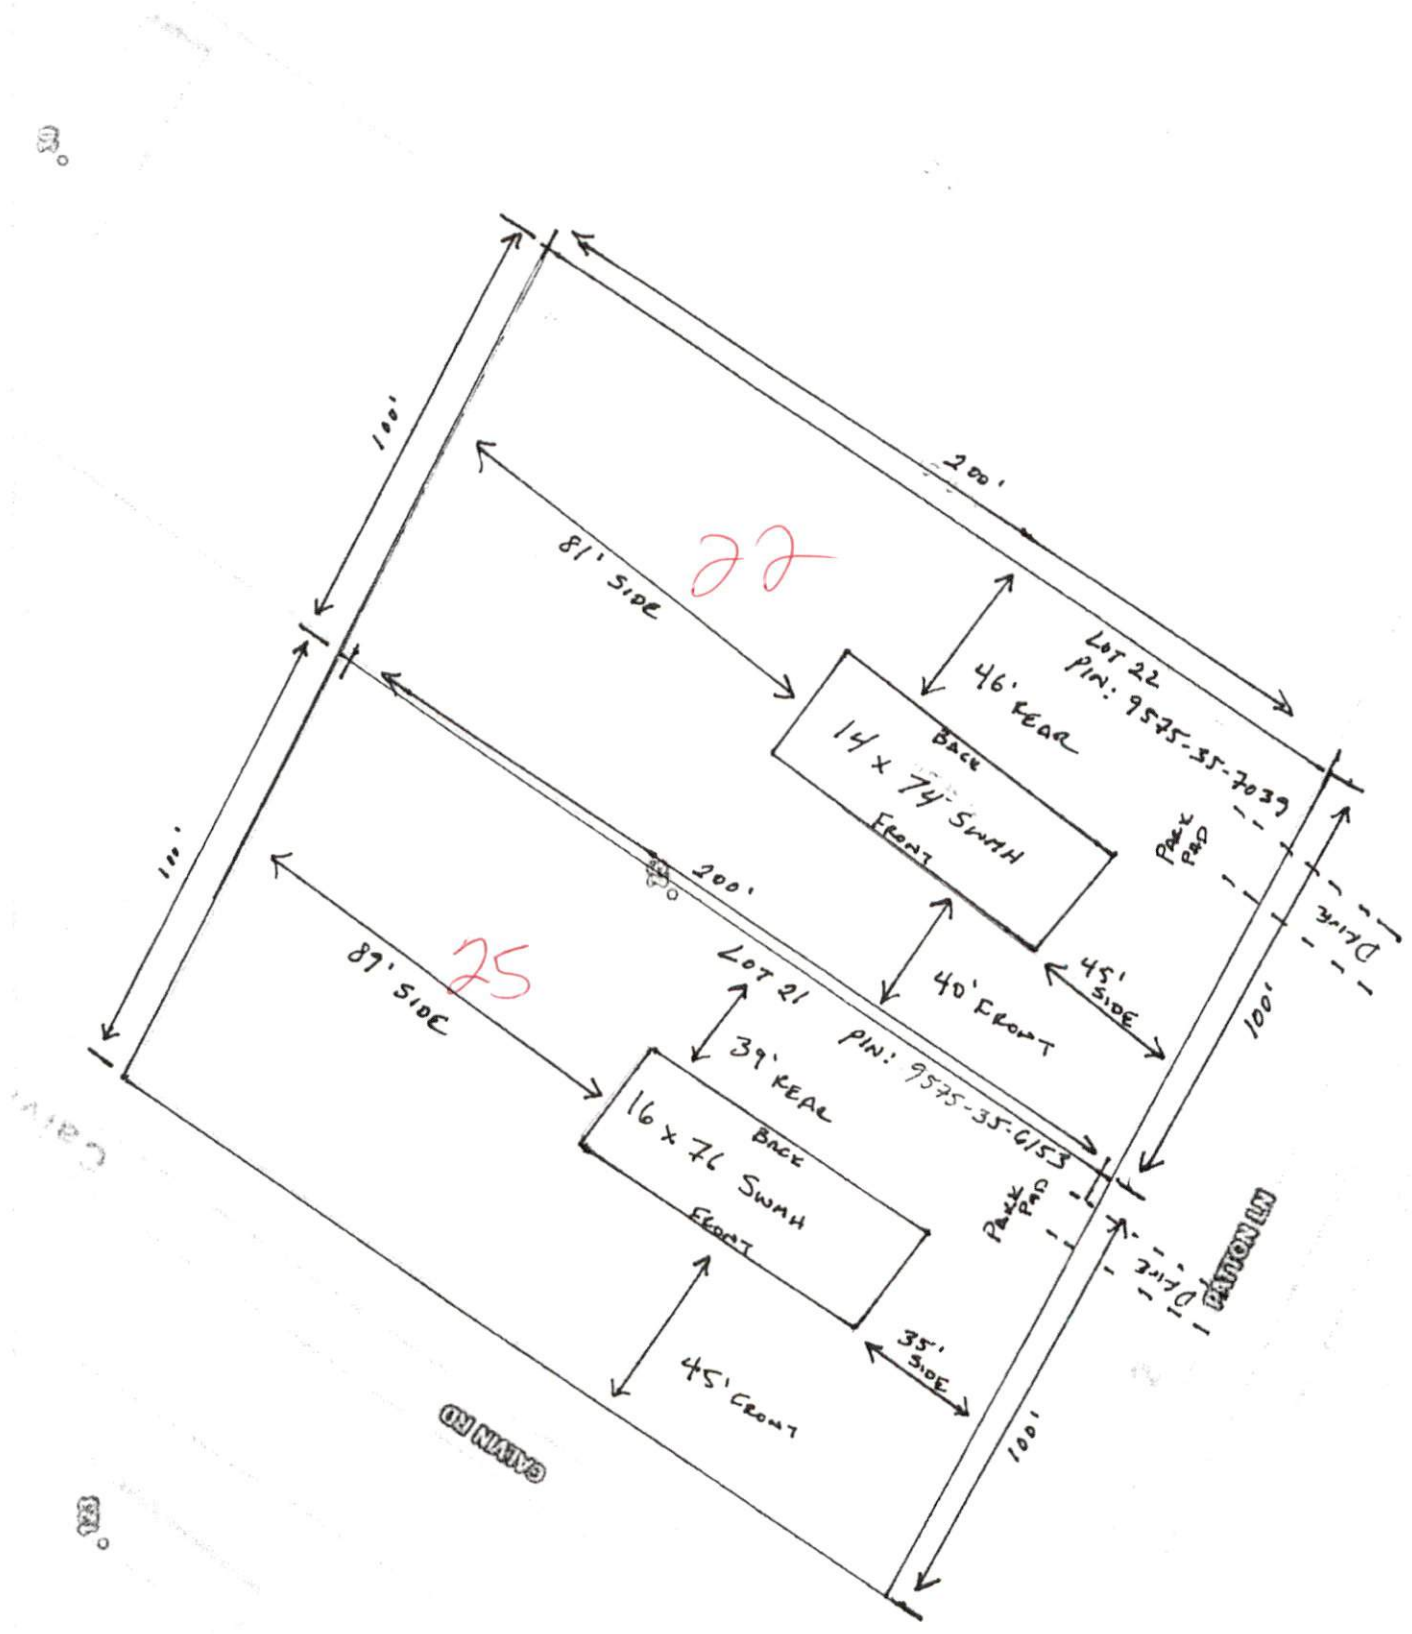 100'
200'
22
81' SIDE
LOT 22
PIN: 9575-35-7039
46' REAR
BACK
14 x 74 SWMH
FRONT
PARK
PAD
Drive
45'
SIDE
40' FRONT
100'
100'
200'
25
89' SIDE
LOT 21
PIN: 9575-35-6153
39' REAR
BACK
16 x 76 SWMH
FRONT
PARK
PAD
Drive
PATTON LN
35'
SIDE
45' FRONT
100'
CALVIN RD